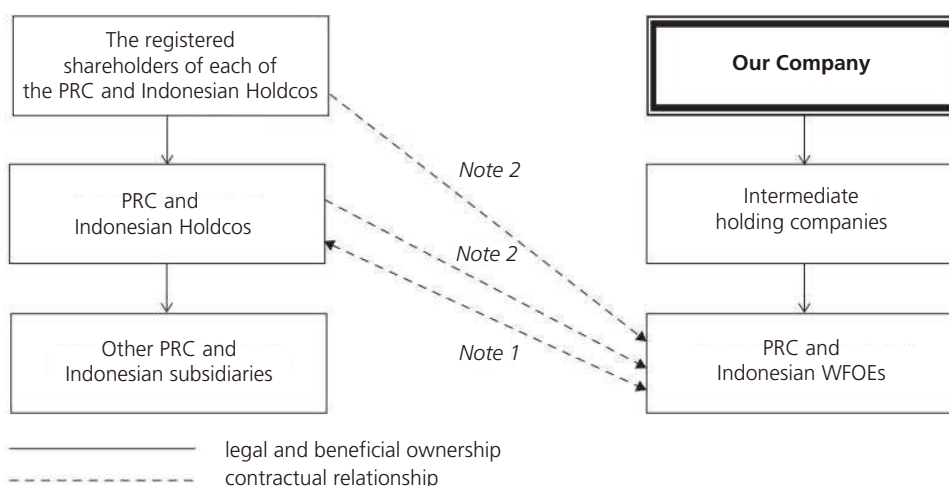 The registered
shareholders of each of
the PRC and Indonesian Holdcos
Our Company
Note 2
PRC and
Indonesian Holdcos
Intermediate
holding companies
Note 2
Note 1
Other PRC and
Indonesian subsidiaries
PRC and
Indonesian WFOEs
legal and beneficial ownership
contractual relationship